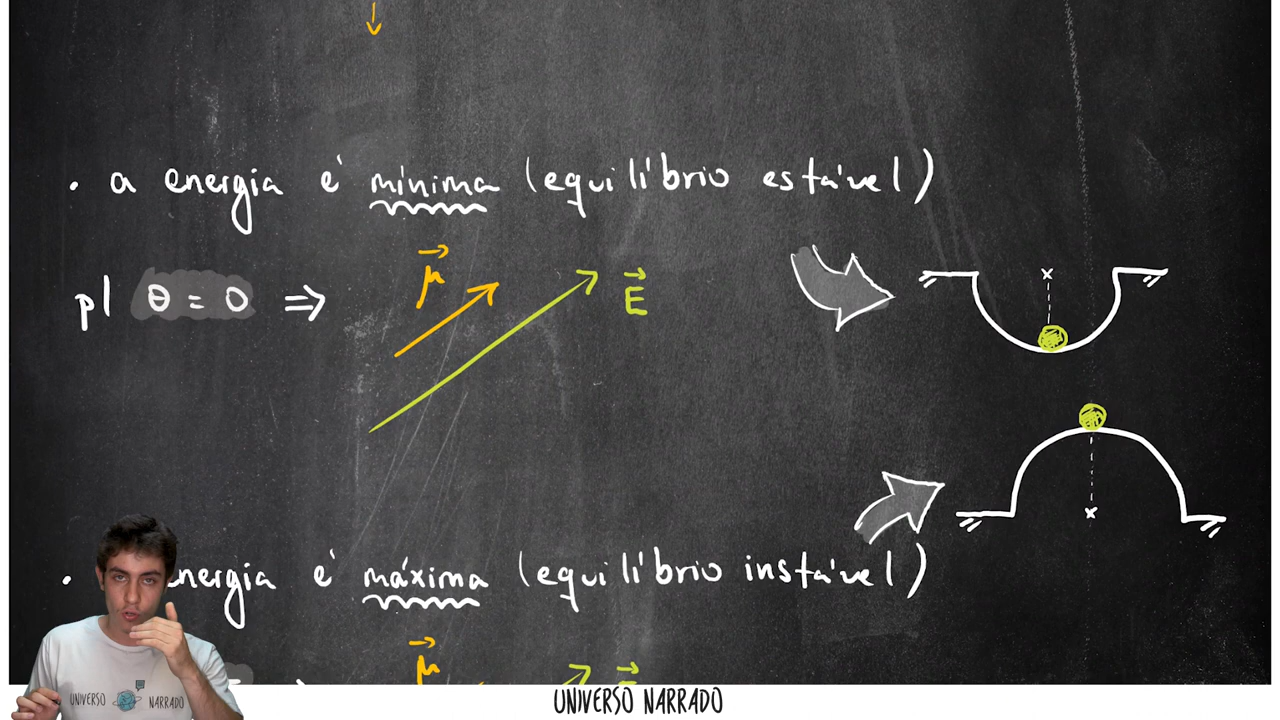 • a energia é mínima (equilíbrio estável)
p/ θ = 0 ⇒
μ⃗
E⃗
x
x
• energia é máxima (equilíbrio instável)
μ⃗
UNIVERSO NARRADO
UNIVERSO NARRADO